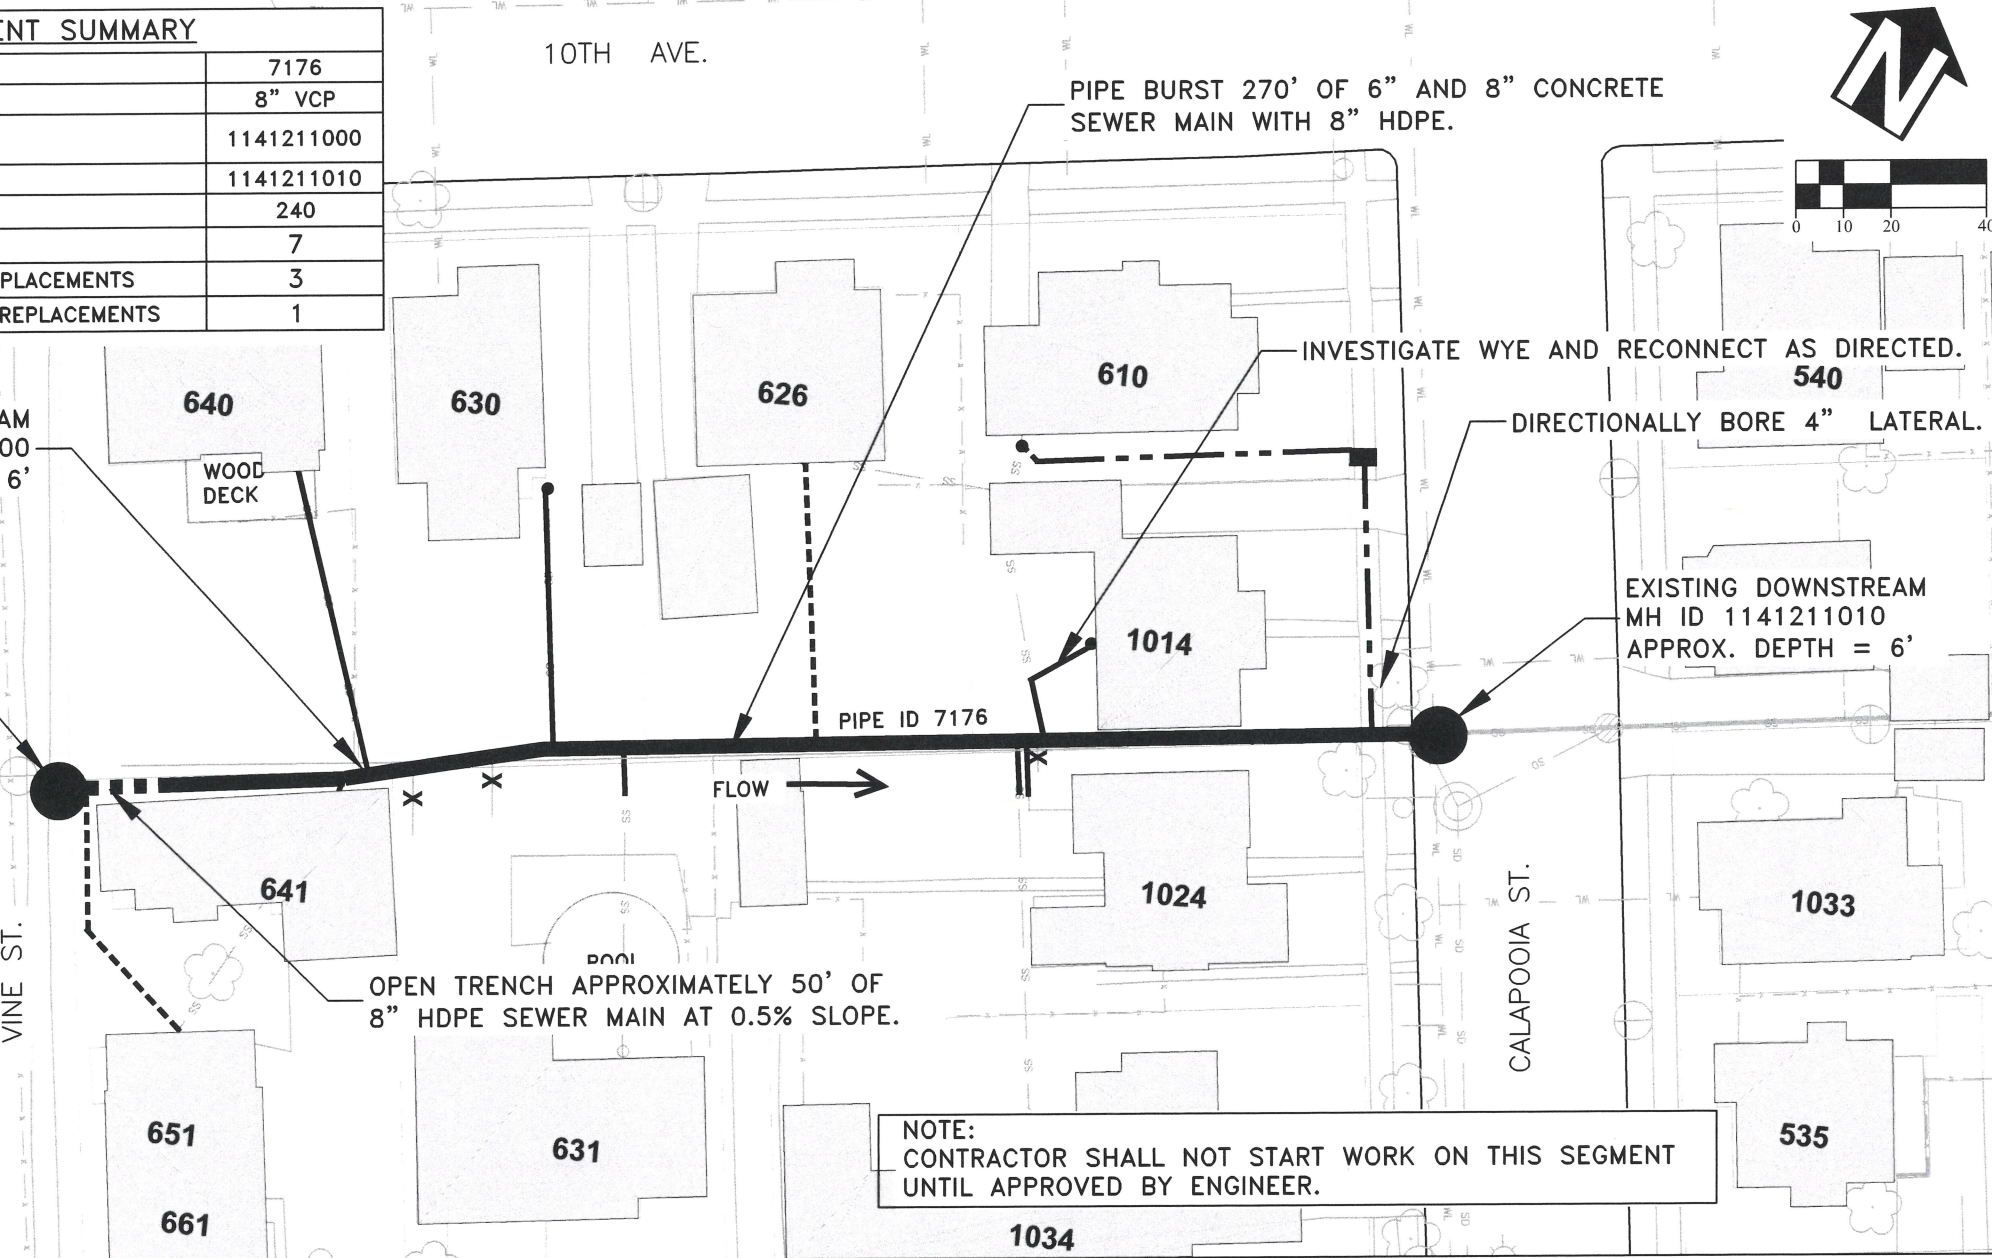 ENT SUMMARY
7176
8" VCP
1141211000
1141211010
240
7
PLACEMENTS 3
REPLACEMENTS 1
10TH AVE.
PIPE BURST 270' OF 6" AND 8" CONCRETE
SEWER MAIN WITH 8" HDPE.
N
0 10 20 40
INVESTIGATE WYE AND RECONNECT AS DIRECTED.
640
630
626
610
540
AM
00
6'
DIRECTIONALLY BORE 4" LATERAL.
WOOD
DECK
EXISTING DOWNSTREAM
MH ID 1141211010
APPROX. DEPTH = 6'
1014
PIPE ID 7176
FLOW
641
1024
1033
VINE ST.
CALAPOOIA ST.
POOL
OPEN TRENCH APPROXIMATELY 50' OF
8" HDPE SEWER MAIN AT 0.5% SLOPE.
651
631
535
NOTE:
CONTRACTOR SHALL NOT START WORK ON THIS SEGMENT
UNTIL APPROVED BY ENGINEER.
661
1034